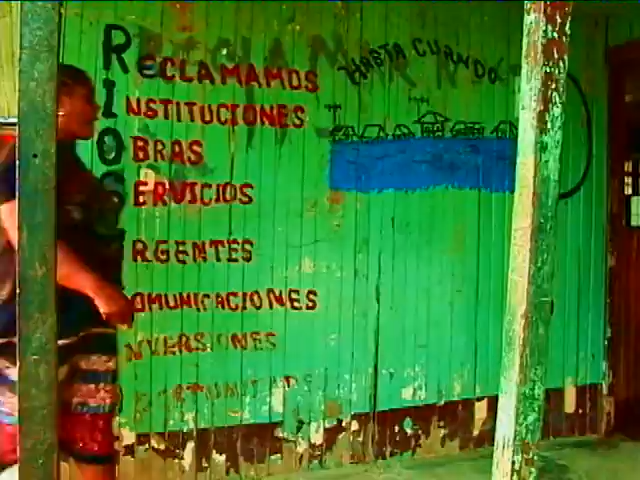 RECLAMAMOS
INSTITUCIONES
OBRAS
SERVICIOS
RGENTES
OMUNICACIONES
NVERSIONES
HASTA CUANDO